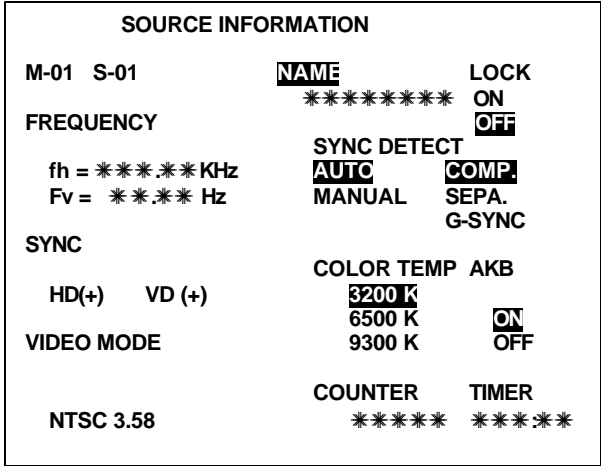 SOURCE INFORMATION
M-01 S-01 NAME LOCK
******** ON
FREQUENCY OFF
SYNC DETECT
fh = ***.** KHz AUTO COMP.
Fv = **.** Hz MANUAL SEPA.
G-SYNC
SYNC
COLOR TEMP AKB
HD(+) VD (+) 3200 K
6500 K ON
VIDEO MODE 9300 K OFF
COUNTER TIMER
NTSC 3.58 ***** ***:**